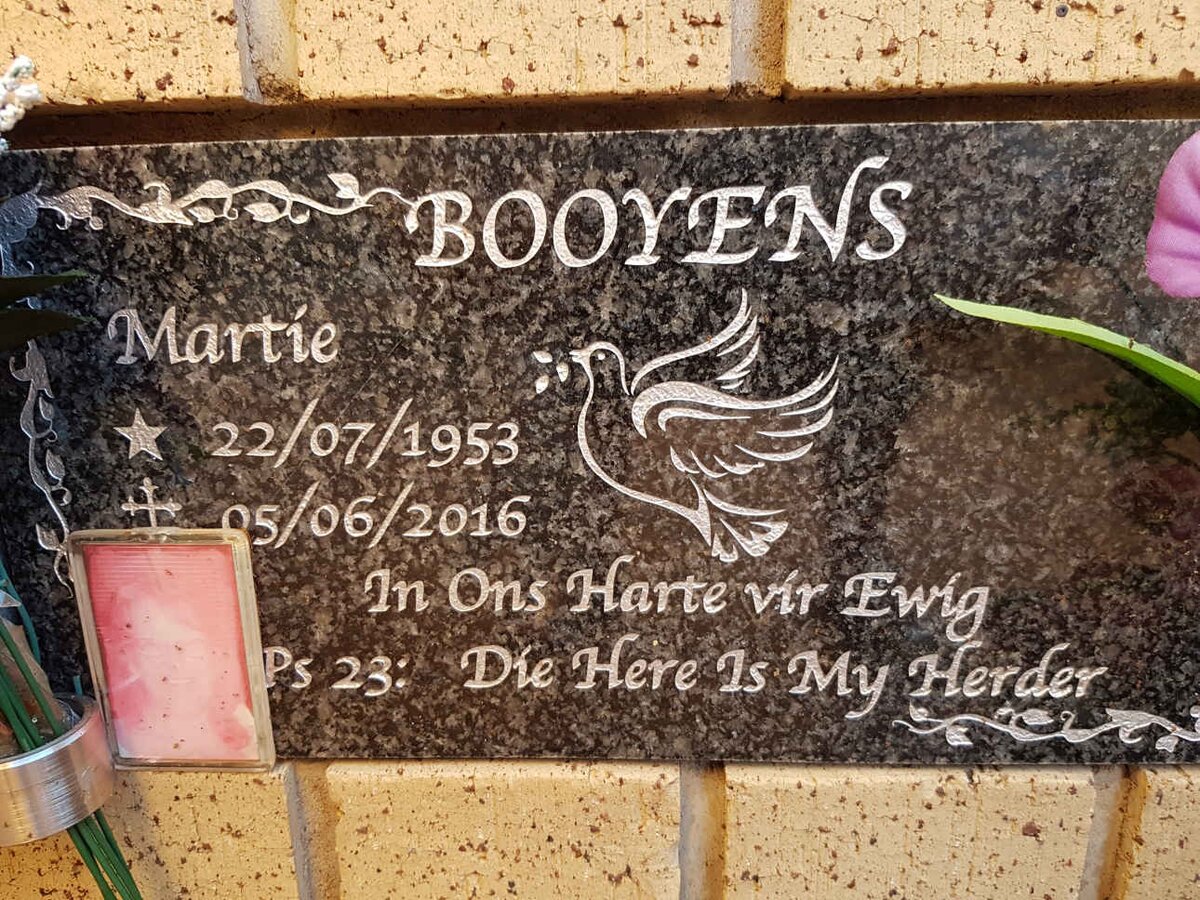 BOOYENS
Martie
22/07/1953
05/06/2016
In Ons Harte vir Ewig
Ps 23: Die Here Is My Herder